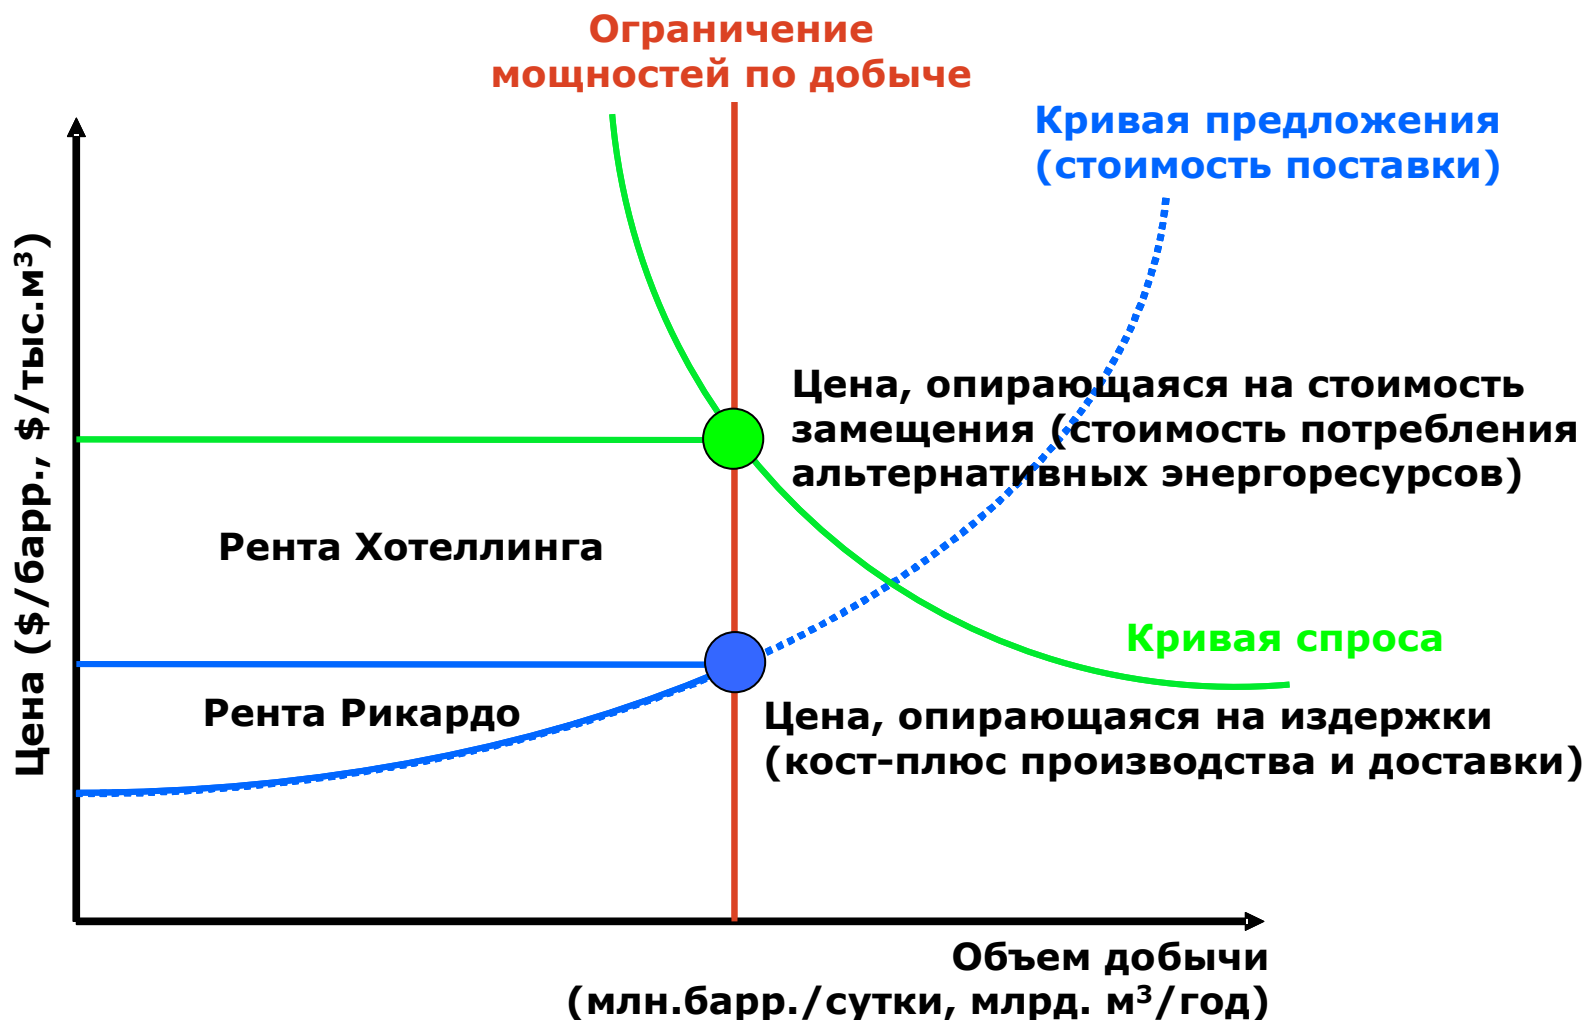 Ограничение
мощностей по добыче
Кривая предложения
(стоимость поставки)
Цена ($/барр., $/тыс.м³)
Цена, опирающаяся на стоимость
замещения (стоимость потребления
альтернативных энергоресурсов)
Рента Хотеллинга
Кривая спроса
Рента Рикардо
Цена, опирающаяся на издержки
(кост-плюс производства и доставки)
Объем добычи
(млн.барр./сутки, млрд. м³/год)